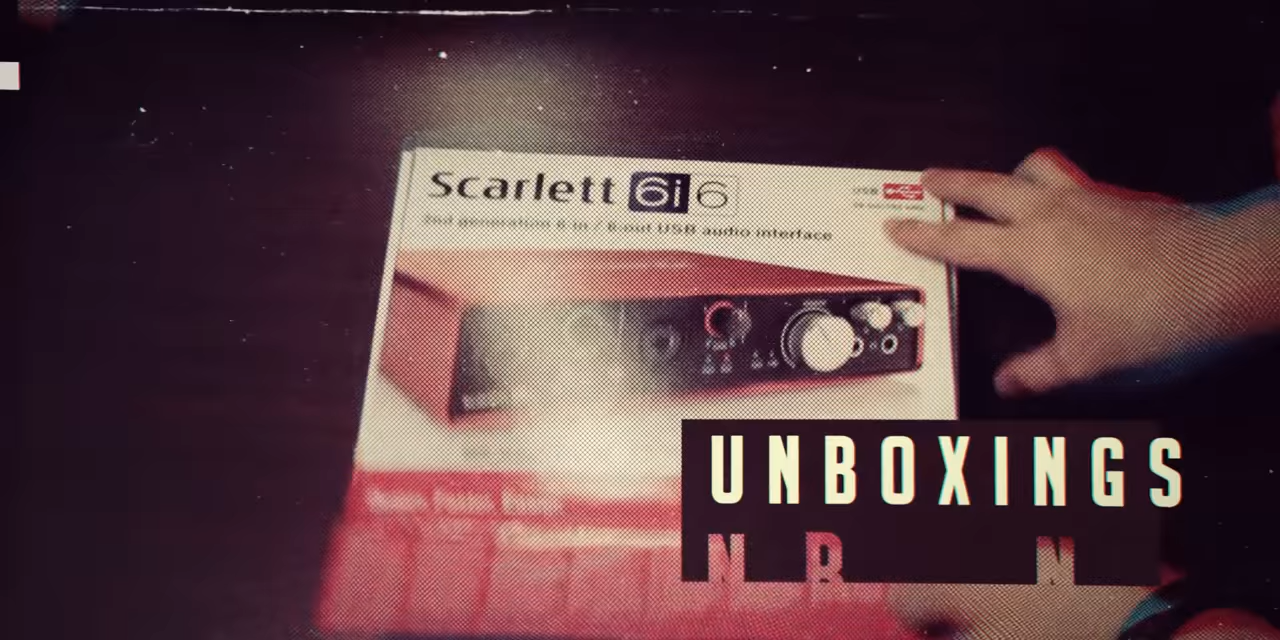 Scarlett 6i6
USB
2nd generation 6-in / 6-out USB audio interface
UNBOXINGS
N B N